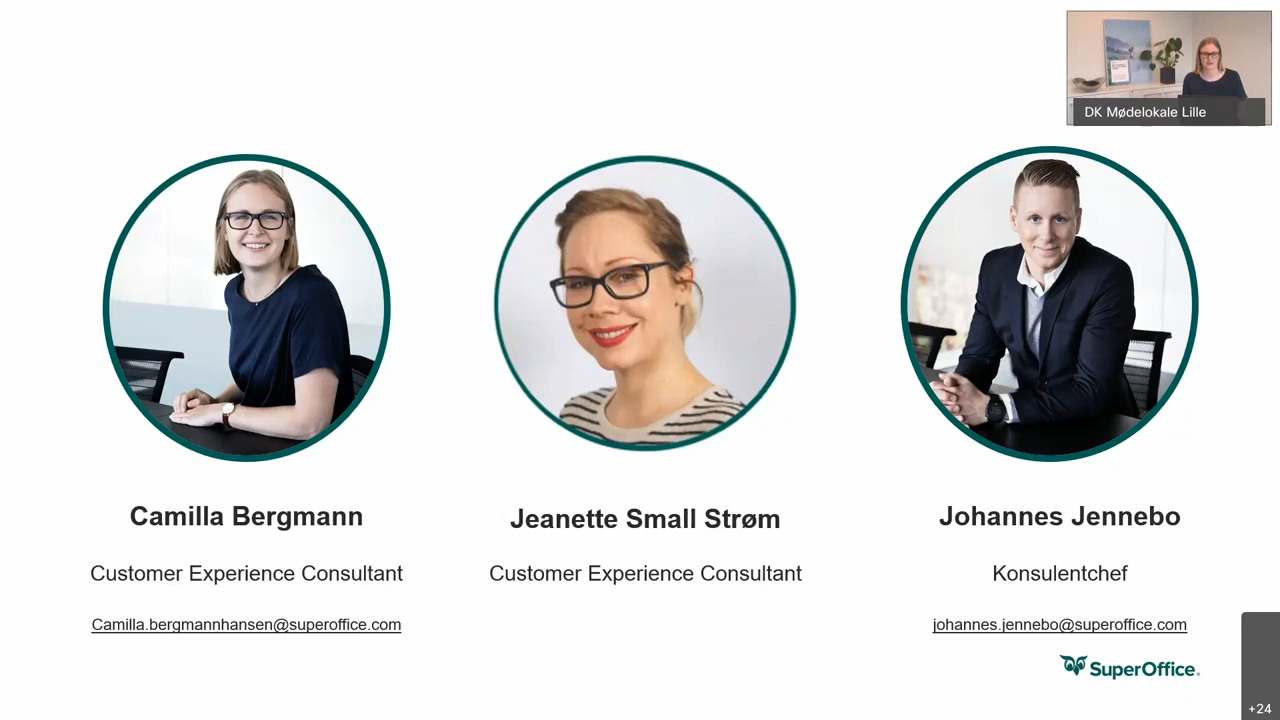 DK Mødelokale Lille
Camilla Bergmann
Customer Experience Consultant
Camilla.bergmannhansen@superoffice.com
Jeanette Small Strøm
Customer Experience Consultant
Johannes Jennebo
Konsulentchef
johannes.jennebo@superoffice.com
SuperOffice
+24